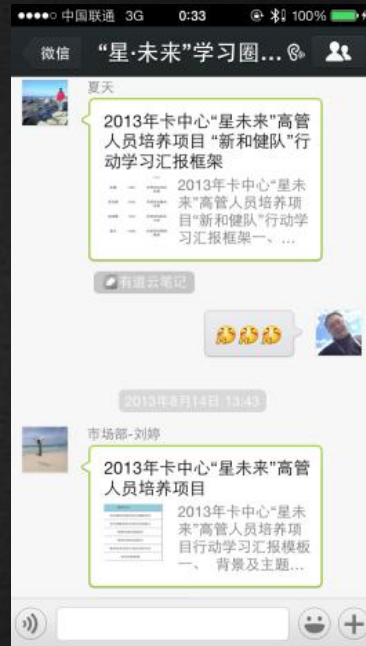 中国联通 3G 0:33 100%
微信 “星·未来”学习圈...
夏天
2013年卡中心“星未来”高管
人员培养项目 “新和健队”行
动学习汇报框架
2013年卡中心“星未
来”高管人员培养项
目“新和健队”行动学
习汇报框架一、...
有道云笔记
2013年8月14日 13:43
市场部-刘婷
2013年卡中心“星未来”高管
人员培养项目
2013年卡中心“星未
来”高管人员培养项
目行动学习汇报模板
一、 背景及主题...